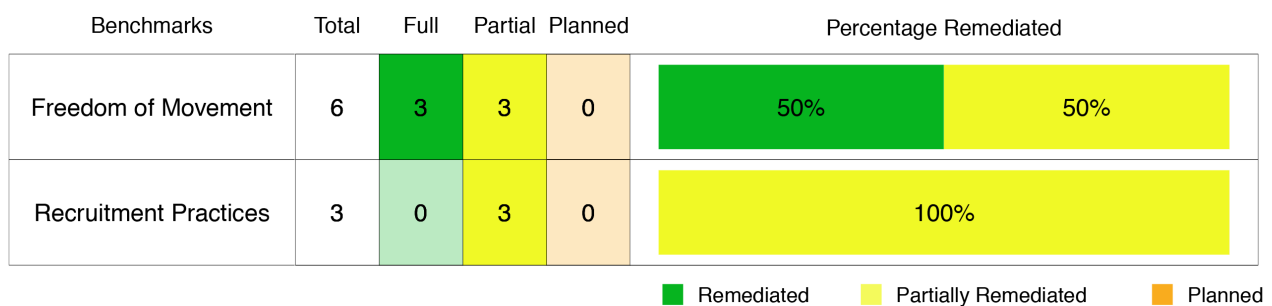 Benchmarks Total Full Partial Planned Percentage Remediated
Freedom of Movement 6 3 3 0 50% 50%
Recruitment Practices 3 0 3 0 100%
Remediated Partially Remediated Planned